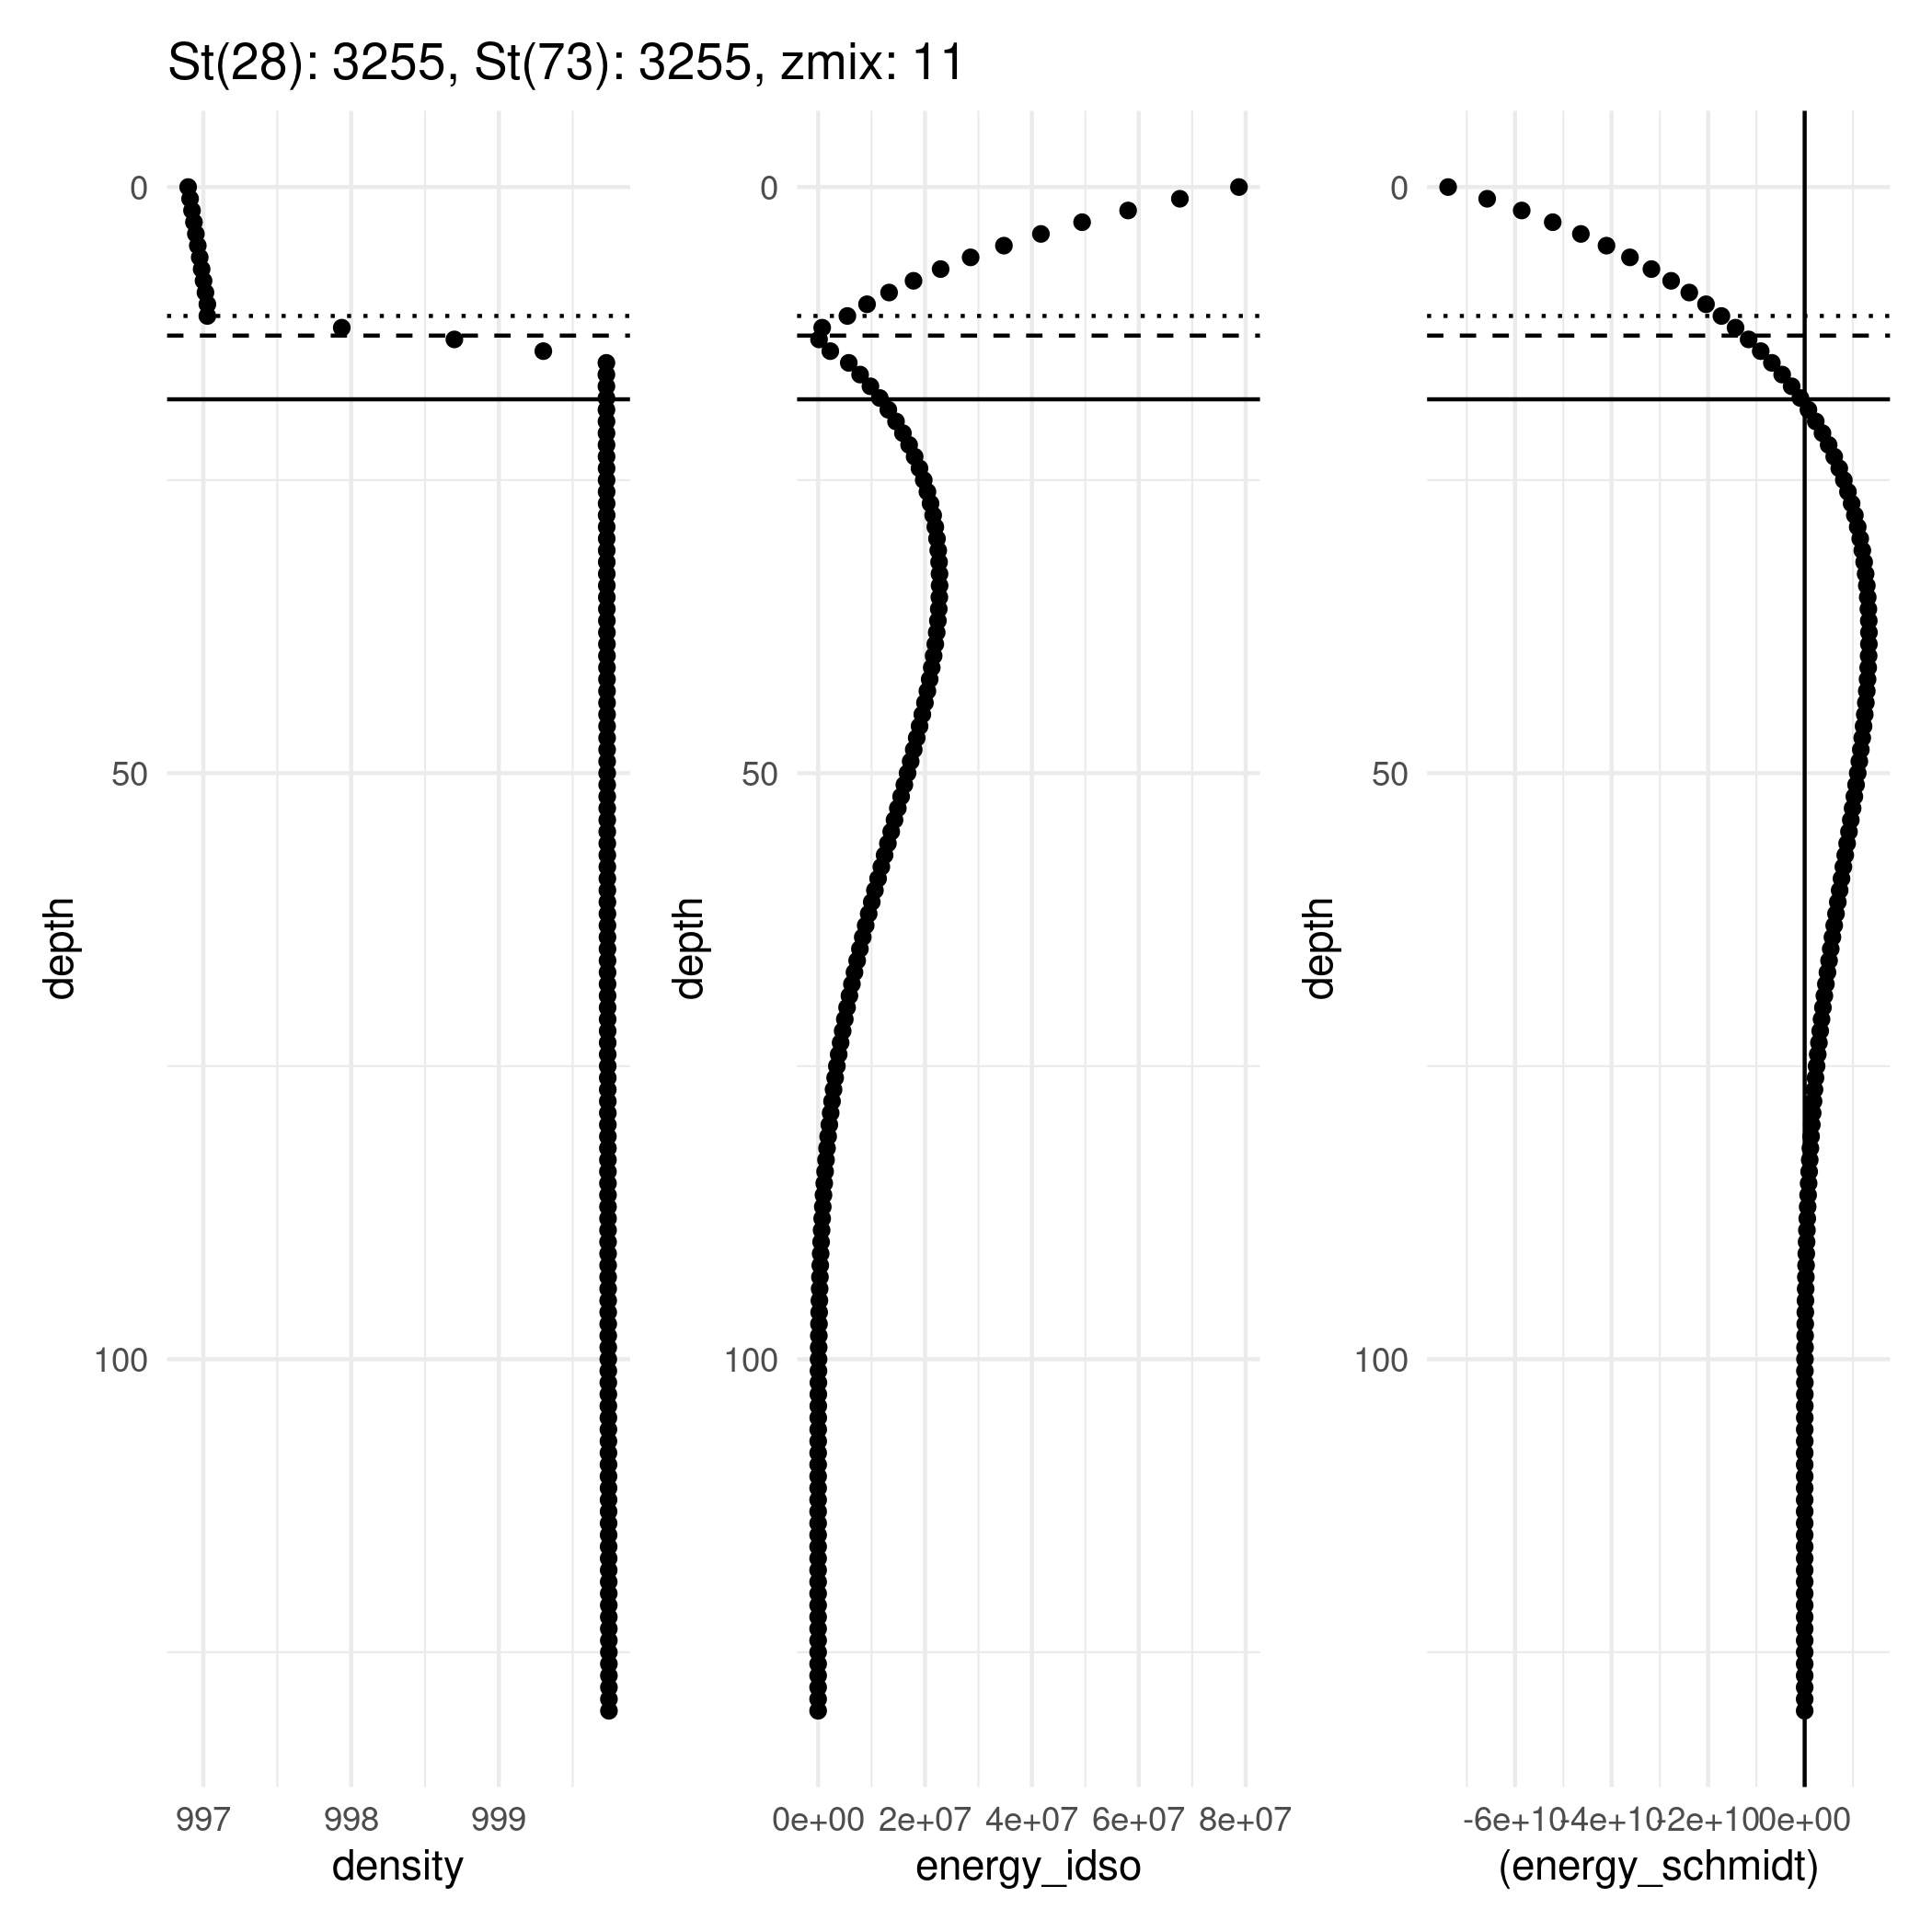 St(28): 3255, St(73): 3255, zmix: 11
0
50
100
depth
997 998 999
density
0
50
100
depth
0e+00 2e+07 4e+07 6e+07 8e+07
energy_idso
0
50
100
depth
-6e+10 -4e+10 -2e+10 0e+00
(energy_schmidt)